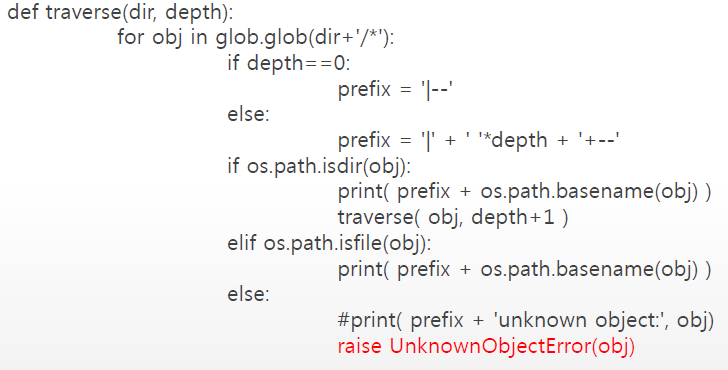 def traverse(dir, depth):
for obj in glob.glob(dir+'/*'):
if depth==0:
prefix = '|--'
else:
prefix = '|' + ' '*depth + '+--'
if os.path.isdir(obj):
print( prefix + os.path.basename(obj) )
traverse( obj, depth+1 )
elif os.path.isfile(obj):
print( prefix + os.path.basename(obj) )
else:
#print( prefix + 'unknown object:', obj)
raise UnknownObjectError(obj)